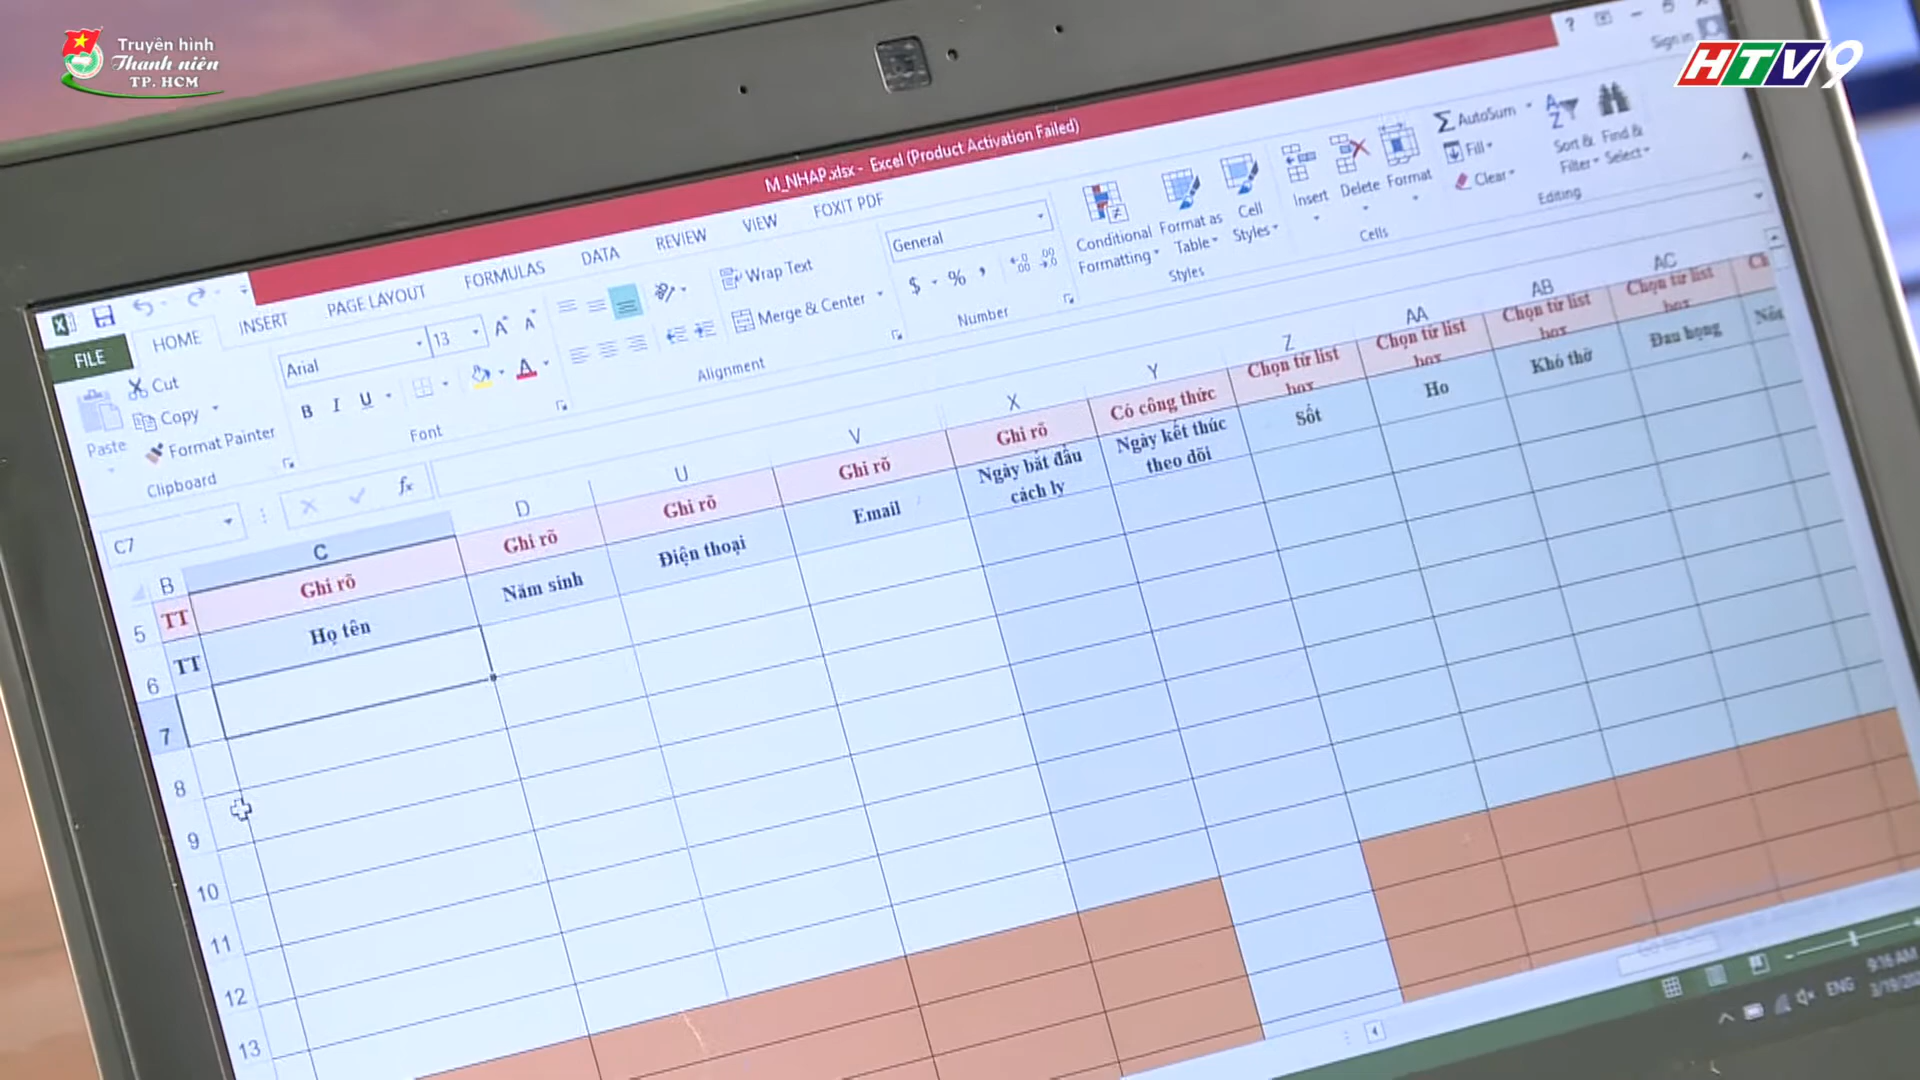 Truyền hình
Thanh niên
TP. HCM
HTV9
M_NHAP.xlsx - Excel (Product Activation Failed)
Sign in
FILE
HOME
INSERT
PAGE LAYOUT
FORMULAS
DATA
REVIEW
VIEW
FOXIT PDF
Paste
Cut
Copy
Format Painter
Clipboard
Arial
13
B I U
Font
Wrap Text
Merge & Center
Alignment
General
$ % ,
Number
Conditional
Formatting
Format as
Table
Cell
Styles
Styles
Insert
Delete
Format
Cells
AutoSum
Fill
Clear
Sort &
Filter
Find &
Select
Editing
C7
fx
B C D U V X Y Z AA AB AC
5
TT
Ghi rõ
Ghi rõ
Ghi rõ
Ghi rõ
Ghi rõ
Có công thức
Chọn từ list
box
Chọn từ list
box
Chọn từ list
box
Chọn từ list
box
6
TT
Họ tên
Năm sinh
Điện thoại
Email
Ngày bắt đầu
cách ly
Ngày kết thúc
theo dõi
Sốt
Ho
Khó thở
Đau họng
7
8
9
10
11
12
13
ENG
9:16 AM